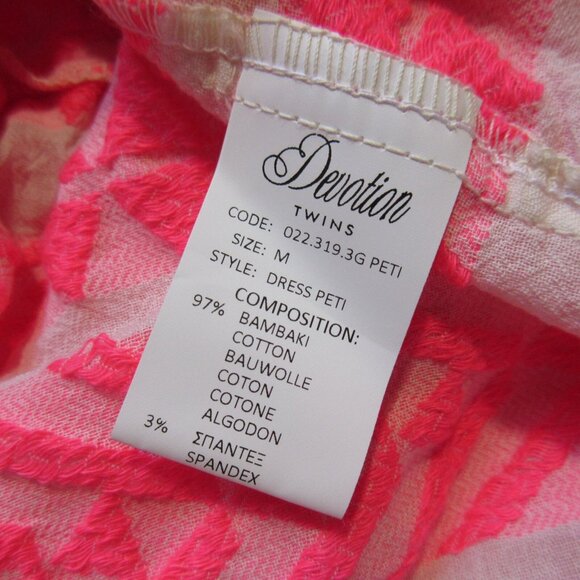 Devotion
TWINS
CODE: 022.319.3G PETI
SIZE: M
STYLE: DRESS PETI
COMPOSITION:
97% BAMBAKI
COTTON
BAUWOLLE
COTON
COTONE
ALGODON
3% ΣΠΑΝΤΕΞ
SPANDEX